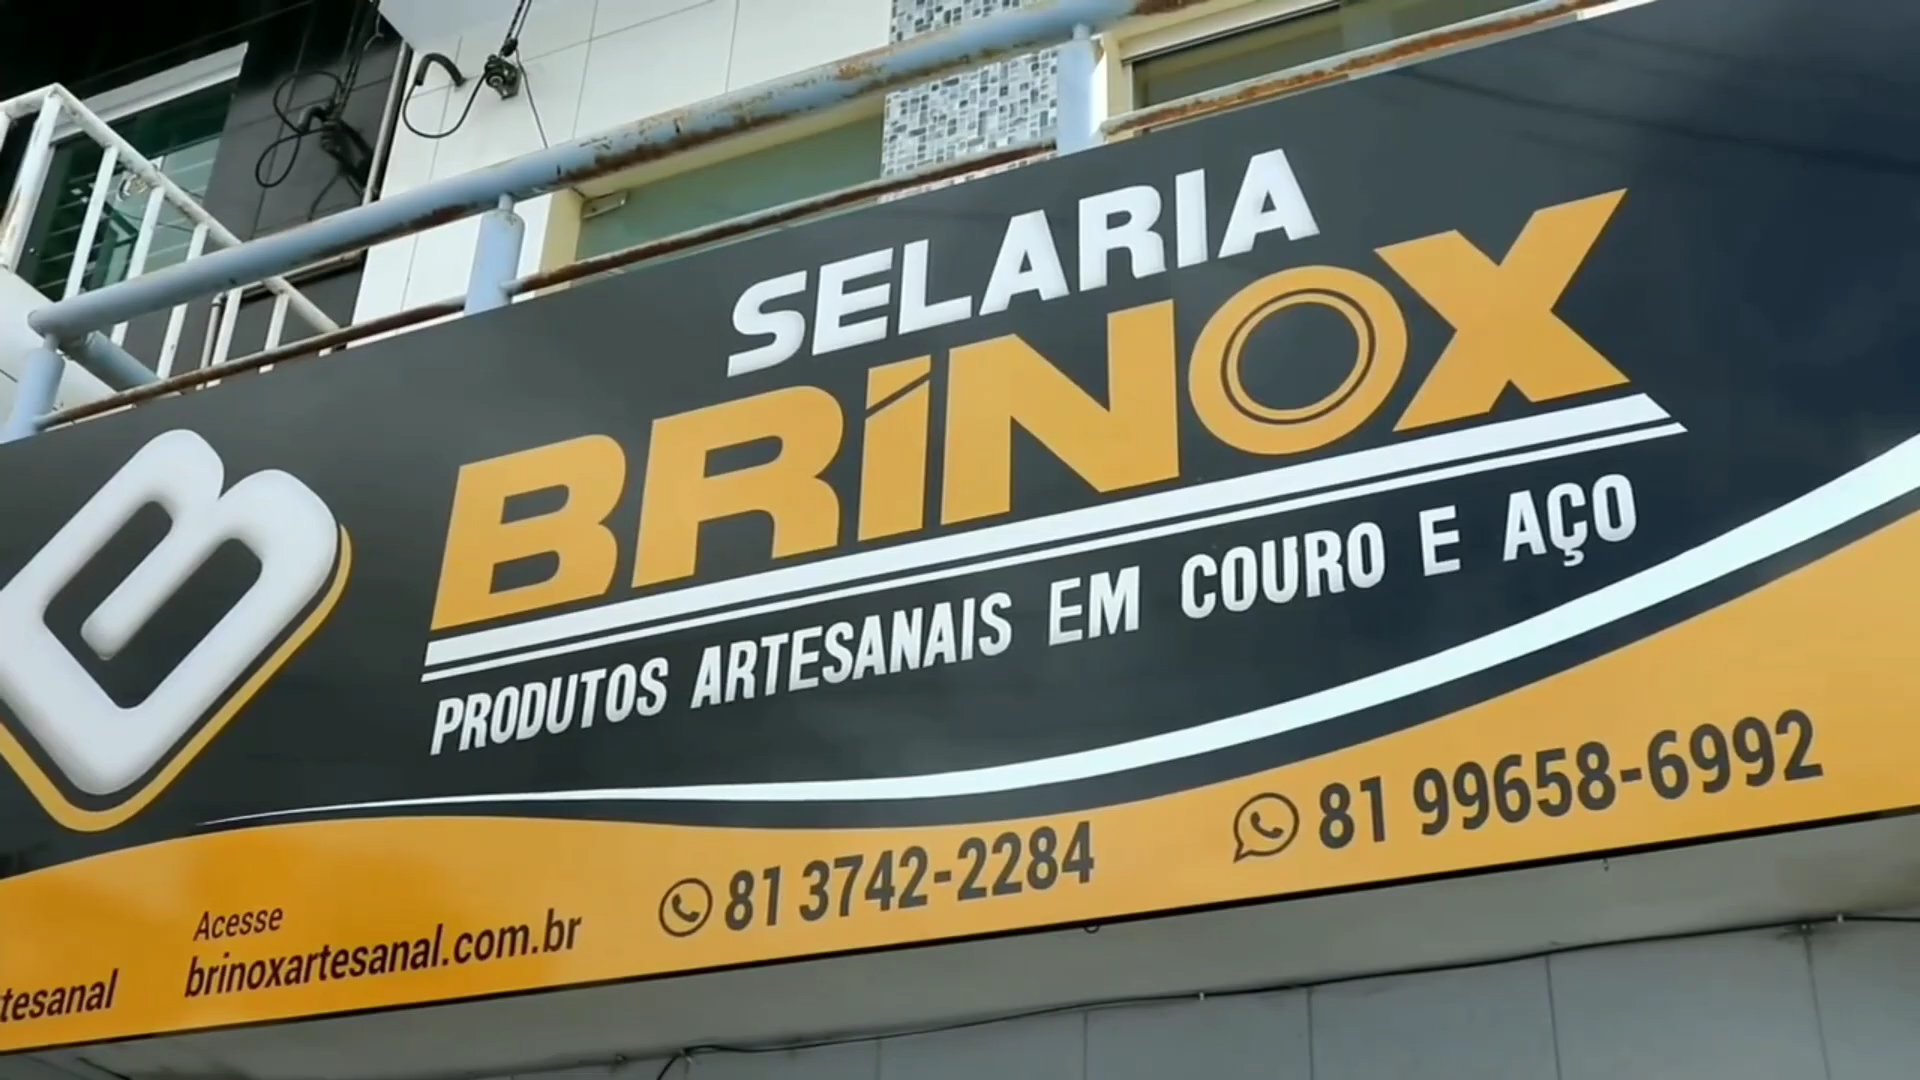 B
SELARIA
BRINOX
PRODUTOS ARTESANAIS EM COURO E AÇO
tesanal
Acesse
brinoxartesanal.com.br
81 3742-2284
81 99658-6992